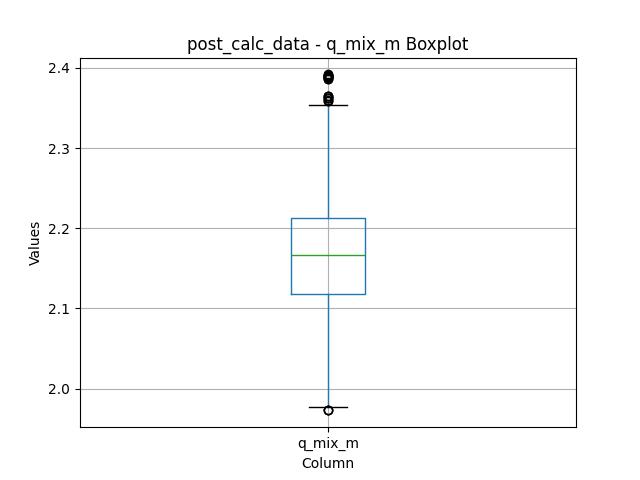 post_calc_data - q_mix_m Boxplot
2.4
2.3
2.2
2.1
2.0
Values
q_mix_m
Column